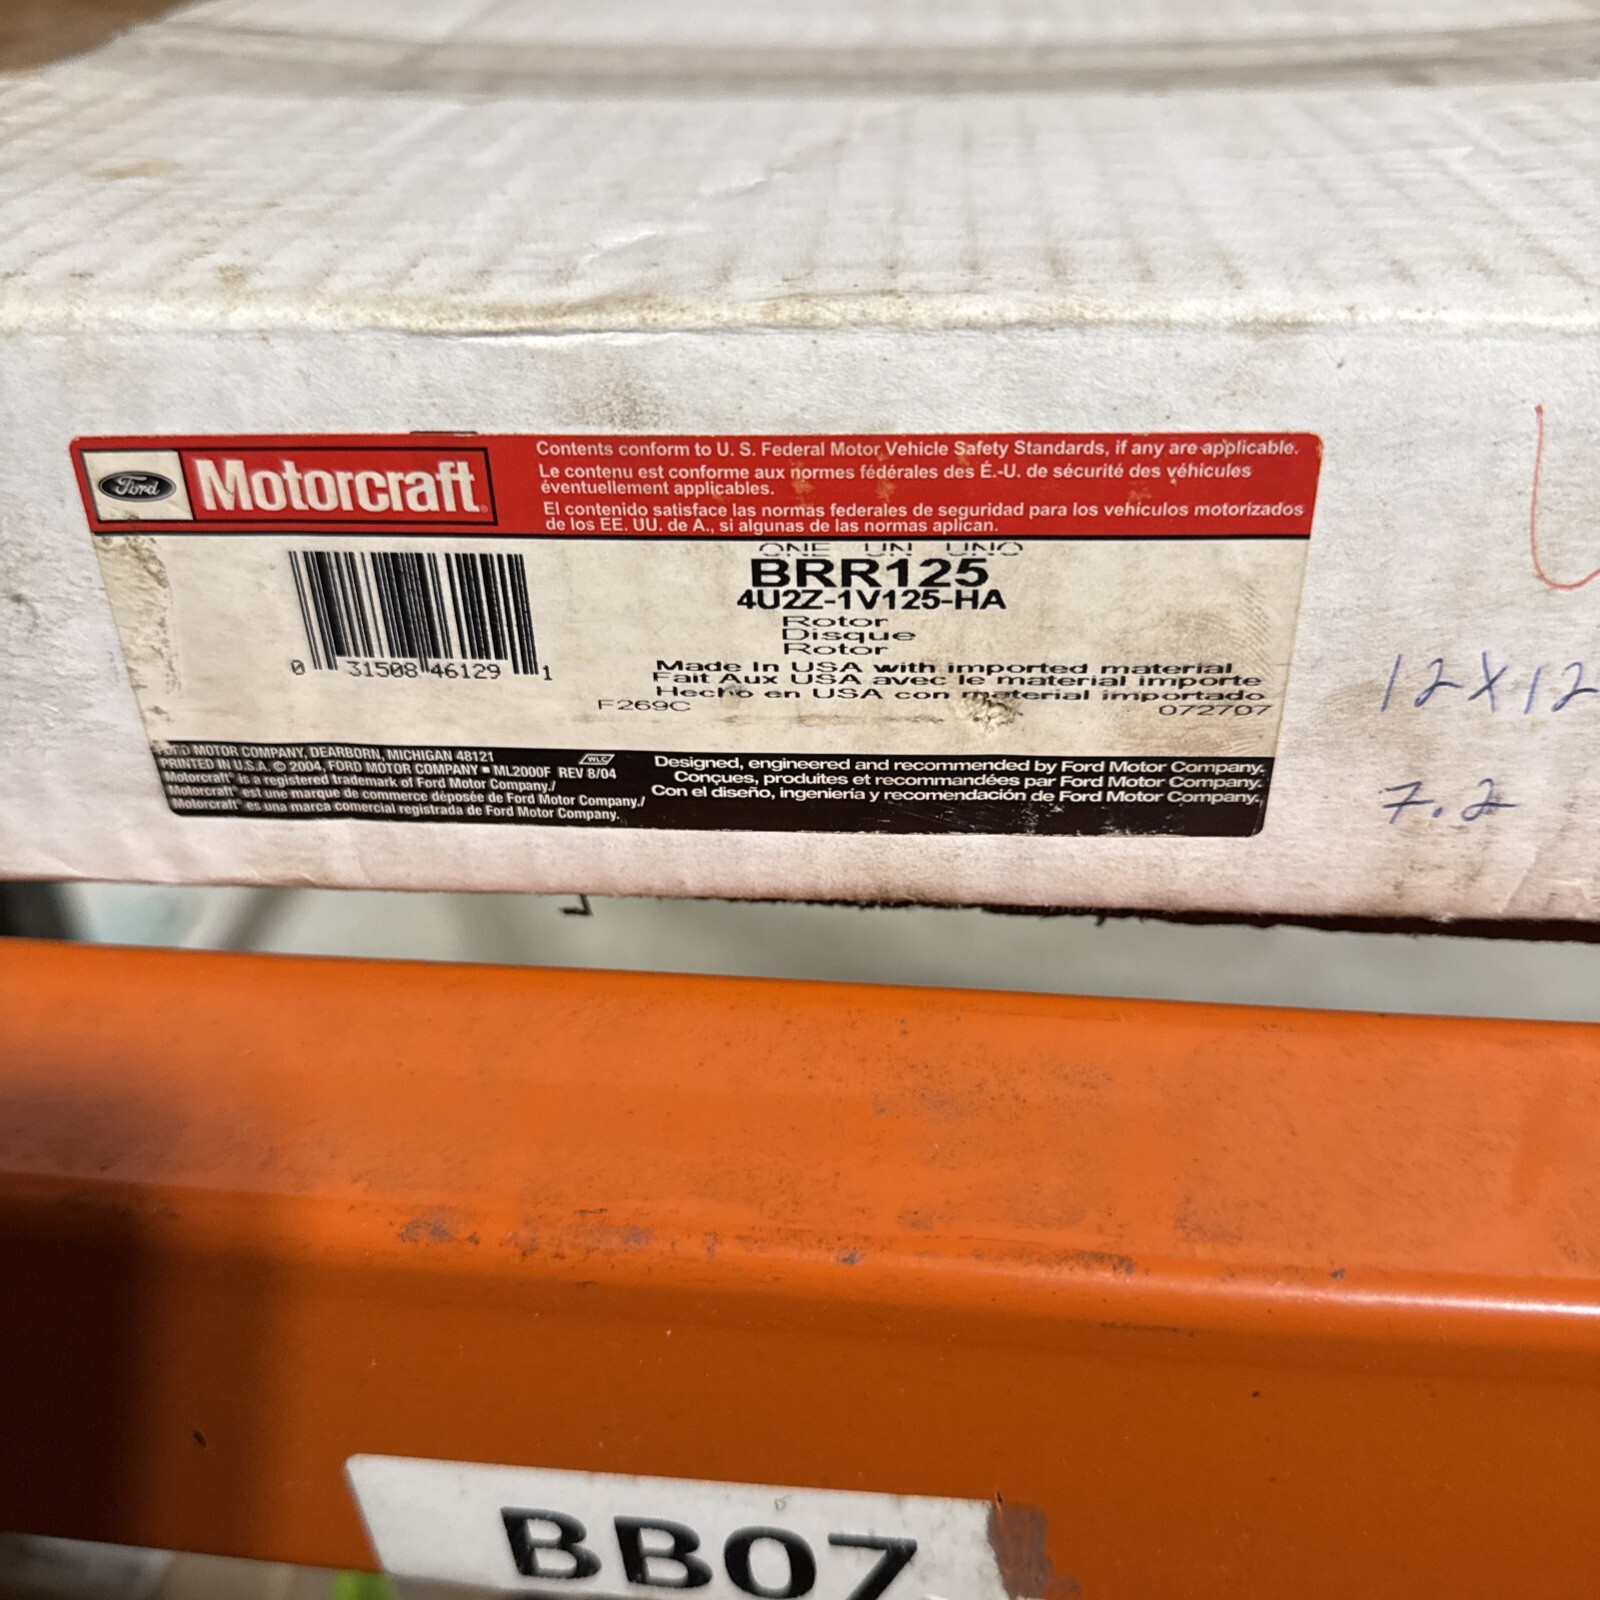 Ford
Motorcraft
Contents conform to U. S. Federal Motor Vehicle Safety Standards, if any are applicable.
Le contenu est conforme aux normes fédérales des É.-U. de sécurité des véhicules
éventuellement applicables.
El contenido satisface las normas federales de seguridad para los vehículos motorizados
de los EE. UU. de A., si algunas de las normas aplican.
ONE UN UNO
BRR125
4U2Z-1V125-HA
Rotor
Disque
Rotor
Made In USA with imported material
Fait Aux USA avec le material importe
Hecho en USA con material importado
F269C 072707
0 31508 46129 1
FORD MOTOR COMPANY, DEARBORN, MICHIGAN 48121
PRINTED IN U.S.A. © 2004, FORD MOTOR COMPANY ▪ ML2000F REV 8/04
WLC
Motorcraft® is a registered trademark of Ford Motor Company./
Motorcraft® est une marque de commerce déposée de Ford Motor Company./
Motorcraft® es una marca comercial registrada de Ford Motor Company.
Designed, engineered and recommended by Ford Motor Company.
Conçues, produites et recommandées par Ford Motor Company.
Con el diseño, ingeniería y recomendación de Ford Motor Company.
12X12
7.2
BB07